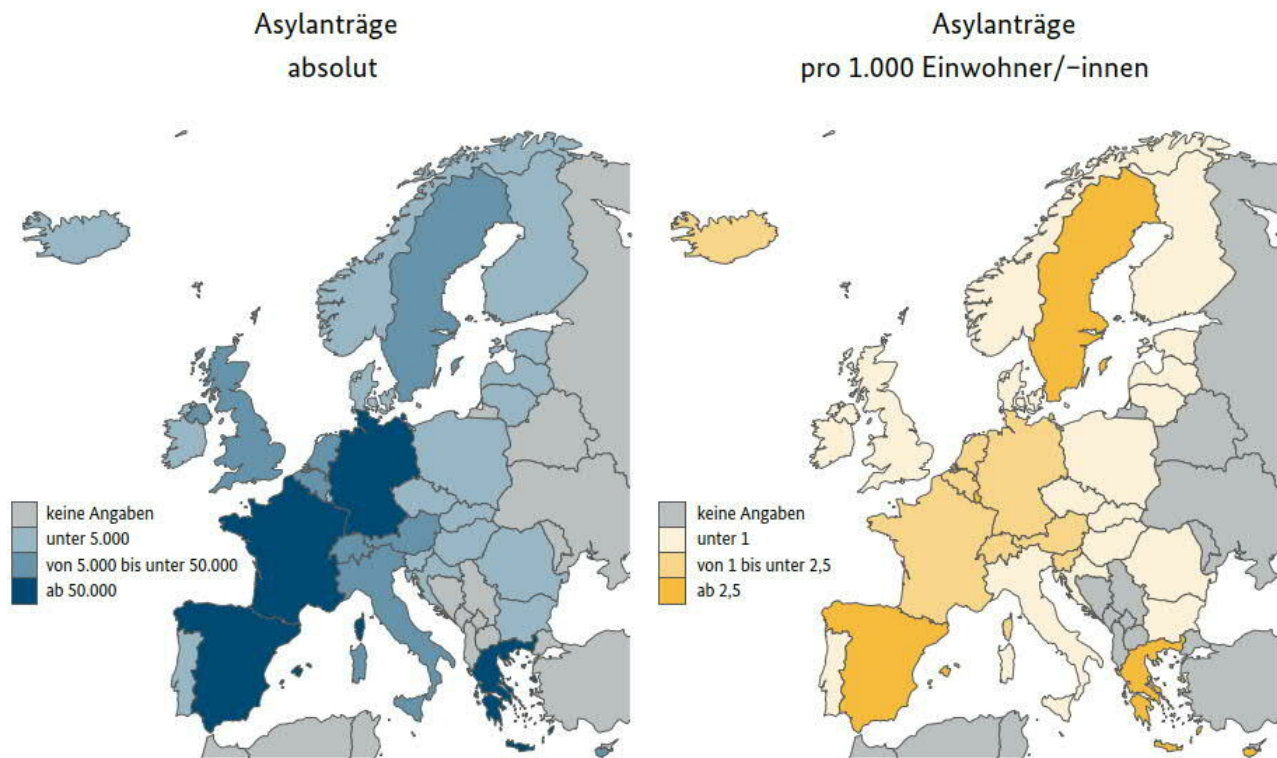 Asylanträge
absolut
keine Angaben
unter 5.000
von 5.000 bis unter 50.000
ab 50.000
Asylanträge
pro 1.000 Einwohner/–innen
keine Angaben
unter 1
von 1 bis unter 2,5
ab 2,5